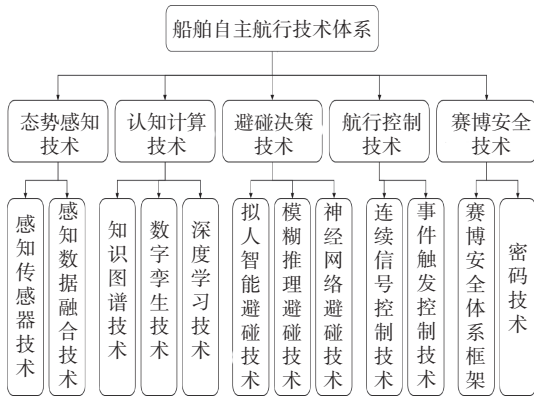 船舶自主航行技术体系
态势感知
技术
认知计算
技术
避碰决策
技术
航行控制
技术
赛博安全
技术
感知传感器技术
感知数据融合技术
知识图谱技术
数字孪生技术
深度学习技术
拟人智能避碰技术
模糊推理避碰技术
神经网络避碰技术
连续信号控制技术
事件触发控制技术
赛博安全体系框架
密码技术